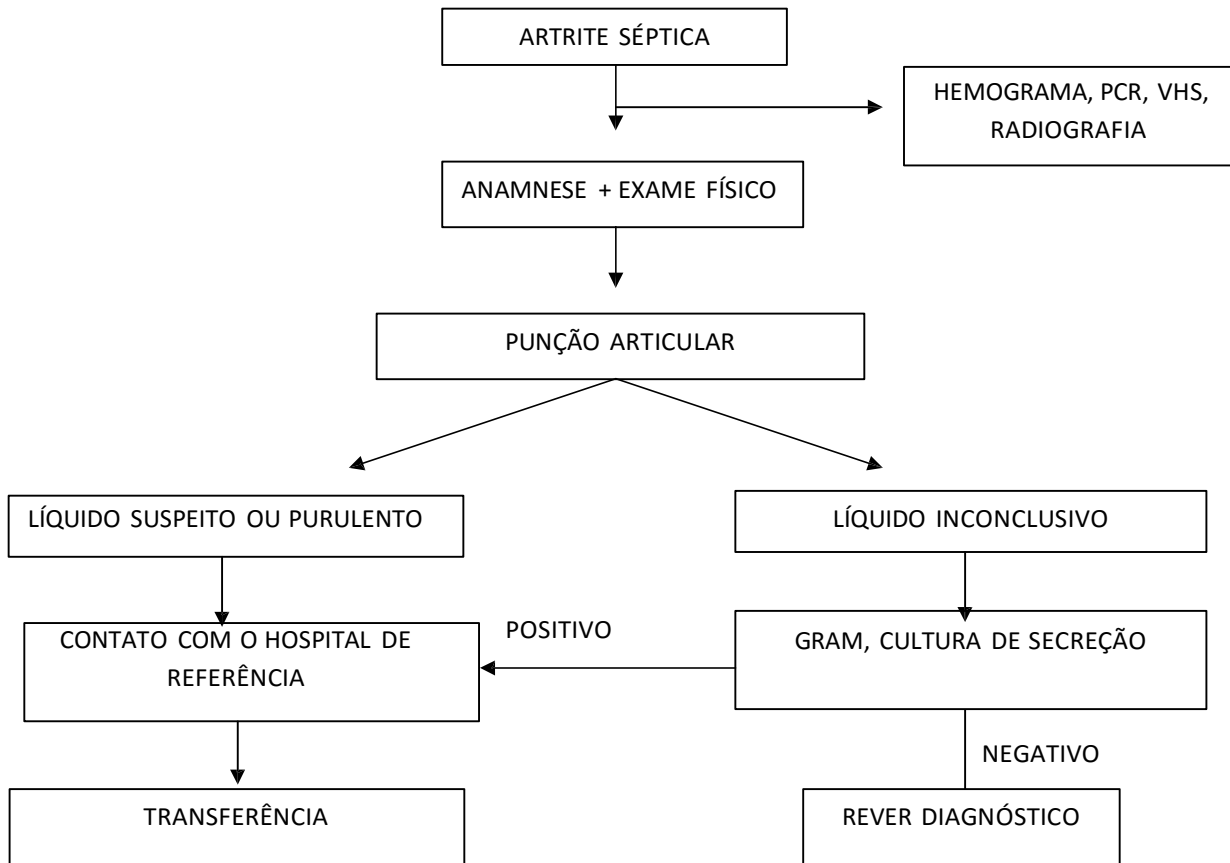 ARTRITE SÉPTICA
HEMOGRAMA, PCR, VHS,
RADIOGRAFIA
ANAMNESE + EXAME FÍSICO
PUNÇÃO ARTICULAR
LÍQUIDO SUSPEITO OU PURULENTO
LÍQUIDO INCONCLUSIVO
CONTATO COM O HOSPITAL DE
REFERÊNCIA
POSITIVO
GRAM, CULTURA DE SECREÇÃO
NEGATIVO
TRANSFERÊNCIA
REVER DIAGNÓSTICO